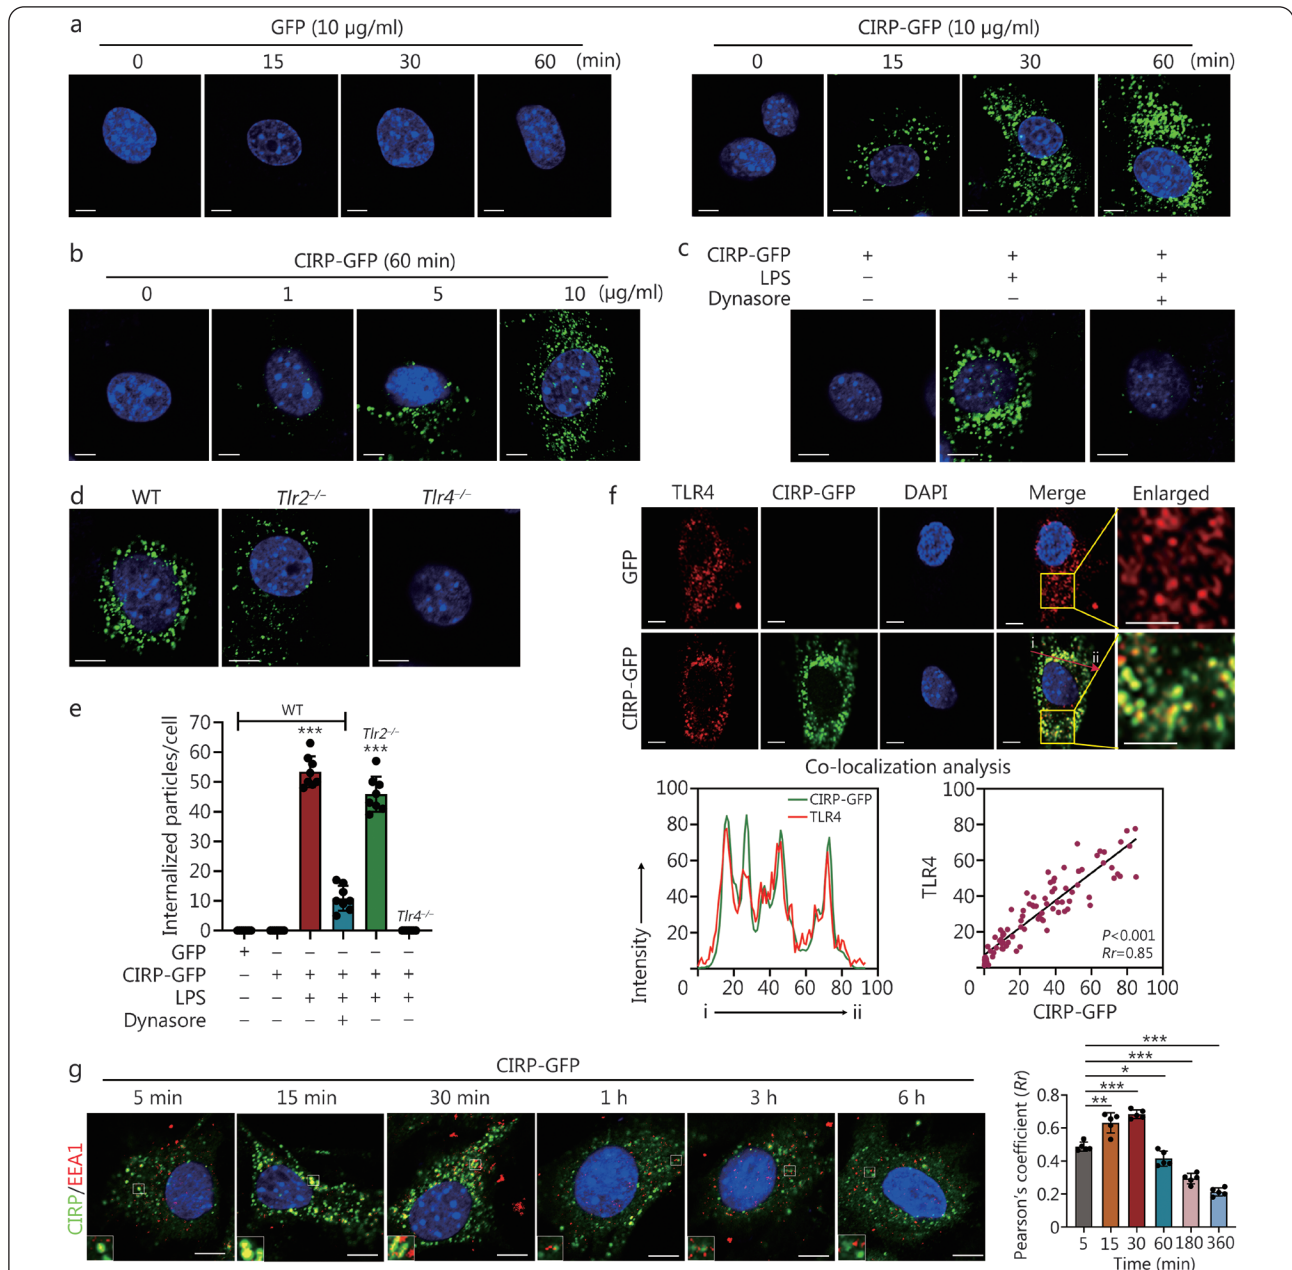 a
GFP (10 µg/ml)
0 15 30 60 (min)
CIRP-GFP (10 µg/ml)
0 15 30 60 (min)
b
CIRP-GFP (60 min)
0 1 5 10 (µg/ml)
c
CIRP-GFP + + +
LPS – + +
Dynasore – – +
d
WT Tlr2–/– Tlr4–/–
e
WT
Tlr2–/–
*** ***
Tlr4–/–
Internalized particles/cell
70
60
50
40
30
20
10
0
GFP + – – – – –
CIRP-GFP – + + + + +
LPS – – + + + +
Dynasore – – – + – –
f
TLR4 CIRP-GFP DAPI Merge Enlarged
GFP
CIRP-GFP
i ii
Co-localization analysis
100
80
60
40
20
0 20 40 60 80 100
CIRP-GFP
TLR4
Intensity
i ii
100
80
60
40
20
0 20 40 60 80 100
TLR4
CIRP-GFP
P<0.001
Rr=0.85
g
CIRP-GFP
5 min 15 min 30 min 1 h 3 h 6 h
CIRP/EEA1
***
***
*
***
**
Pearson's coefficient (Rr)
0.8
0.6
0.4
0.2
0
5 15 30 60 180 360
Time (min)